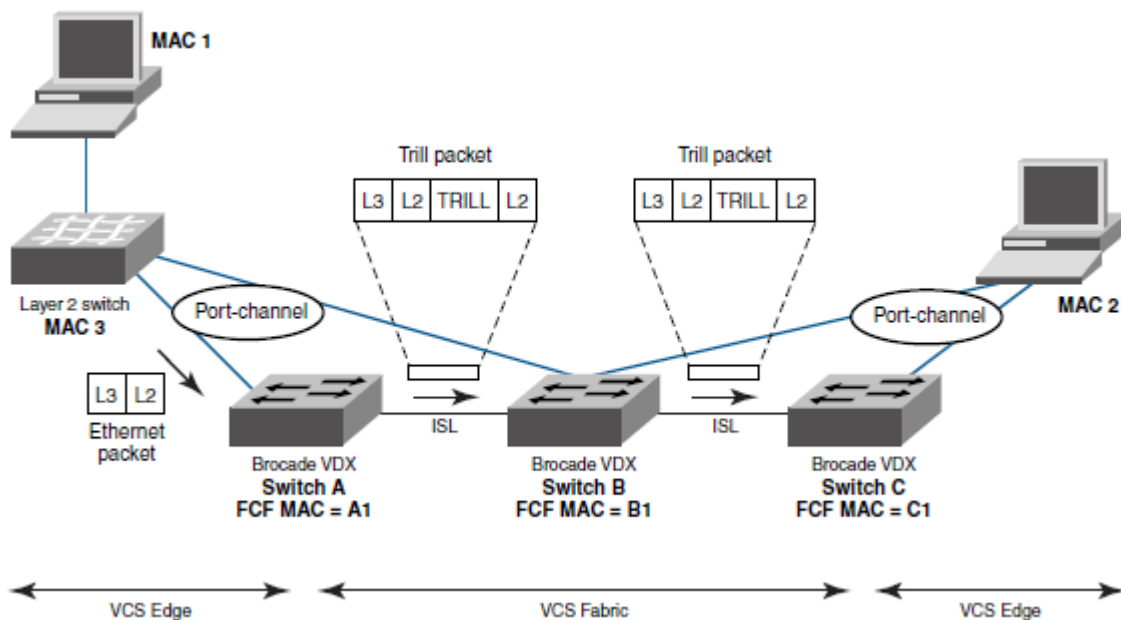 MAC 1
Trill packet
Trill packet
L3 L2 TRILL L2
L3 L2 TRILL L2
Layer 2 switch
MAC 3
Port-channel
Port-channel
MAC 2
L3 L2
Ethernet
packet
ISL
ISL
Brocade VDX
Switch A
FCF MAC = A1
Brocade VDX
Switch B
FCF MAC = B1
Brocade VDX
Switch C
FCF MAC = C1
VCS Edge
VCS Fabric
VCS Edge